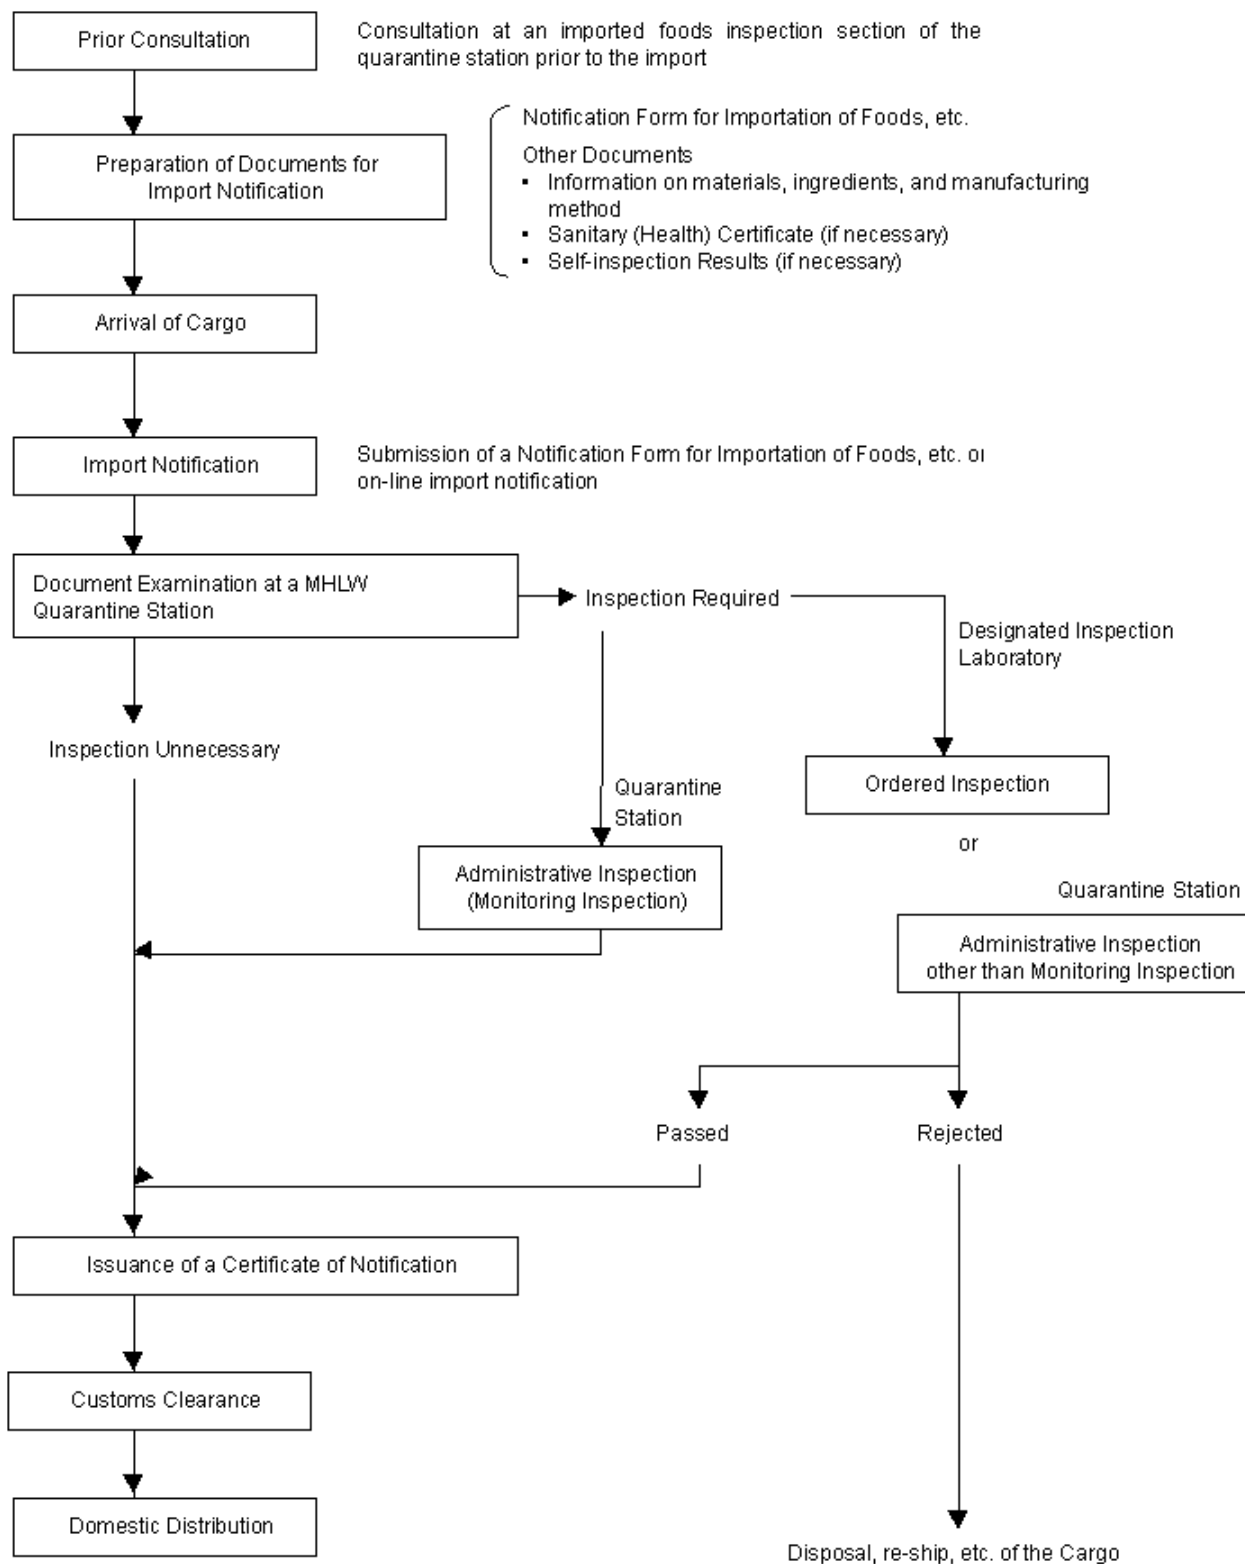 Prior Consultation
Consultation at an imported foods inspection section of the
quarantine station prior to the import
Preparation of Documents for
Import Notification
Notification Form for Importation of Foods, etc.
Other Documents
▪ Information on materials, ingredients, and manufacturing
method
▪ Sanitary (Health) Certificate (if necessary)
▪ Self-inspection Results (if necessary)
Arrival of Cargo
Import Notification
Submission of a Notification Form for Importation of Foods, etc. or
on-line import notification
Document Examination at a MHLW
Quarantine Station
Inspection Required
Designated Inspection
Laboratory
Inspection Unnecessary
Quarantine
Station
Ordered Inspection
or
Administrative Inspection
(Monitoring Inspection)
Quarantine Station
Administrative Inspection
other than Monitoring Inspection
Passed
Rejected
Issuance of a Certificate of Notification
Customs Clearance
Domestic Distribution
Disposal, re-ship, etc. of the Cargo